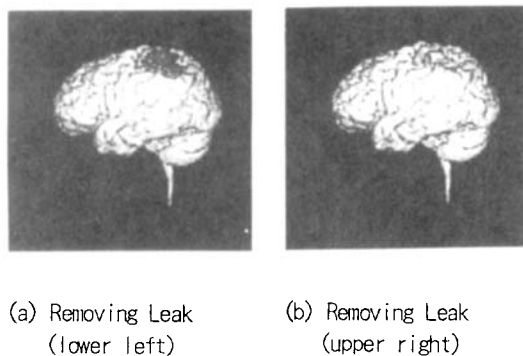 (a) Removing Leak
(lower left)
(b) Removing Leak
(upper right)